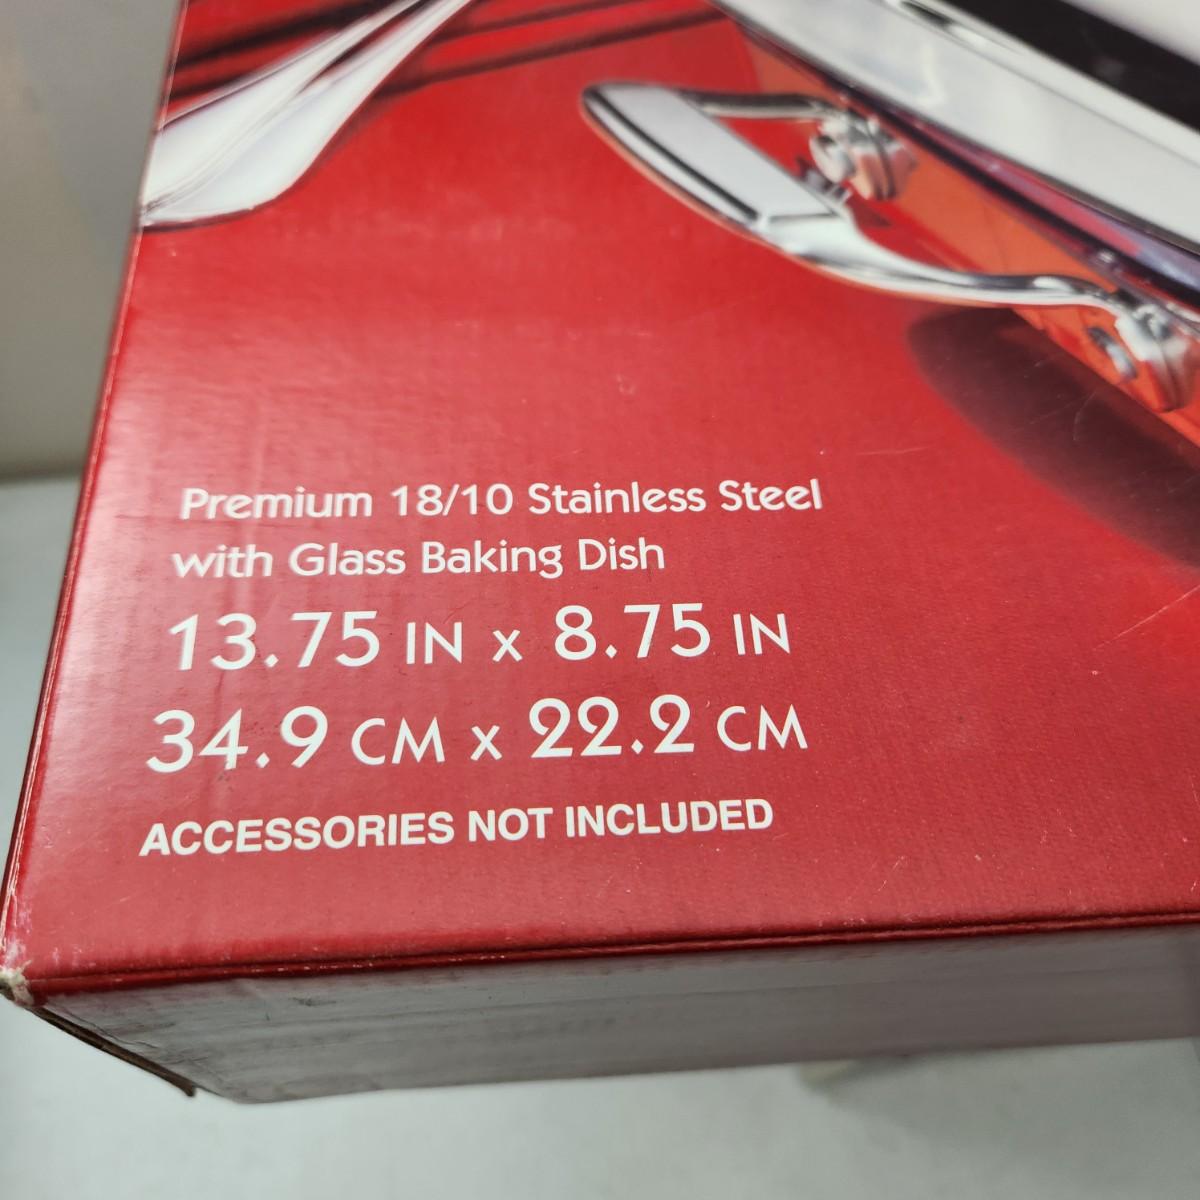 Premium 18/10 Stainless Steel
with Glass Baking Dish
13.75 IN x 8.75 IN
34.9 CM x 22.2 CM
ACCESSORIES NOT INCLUDED